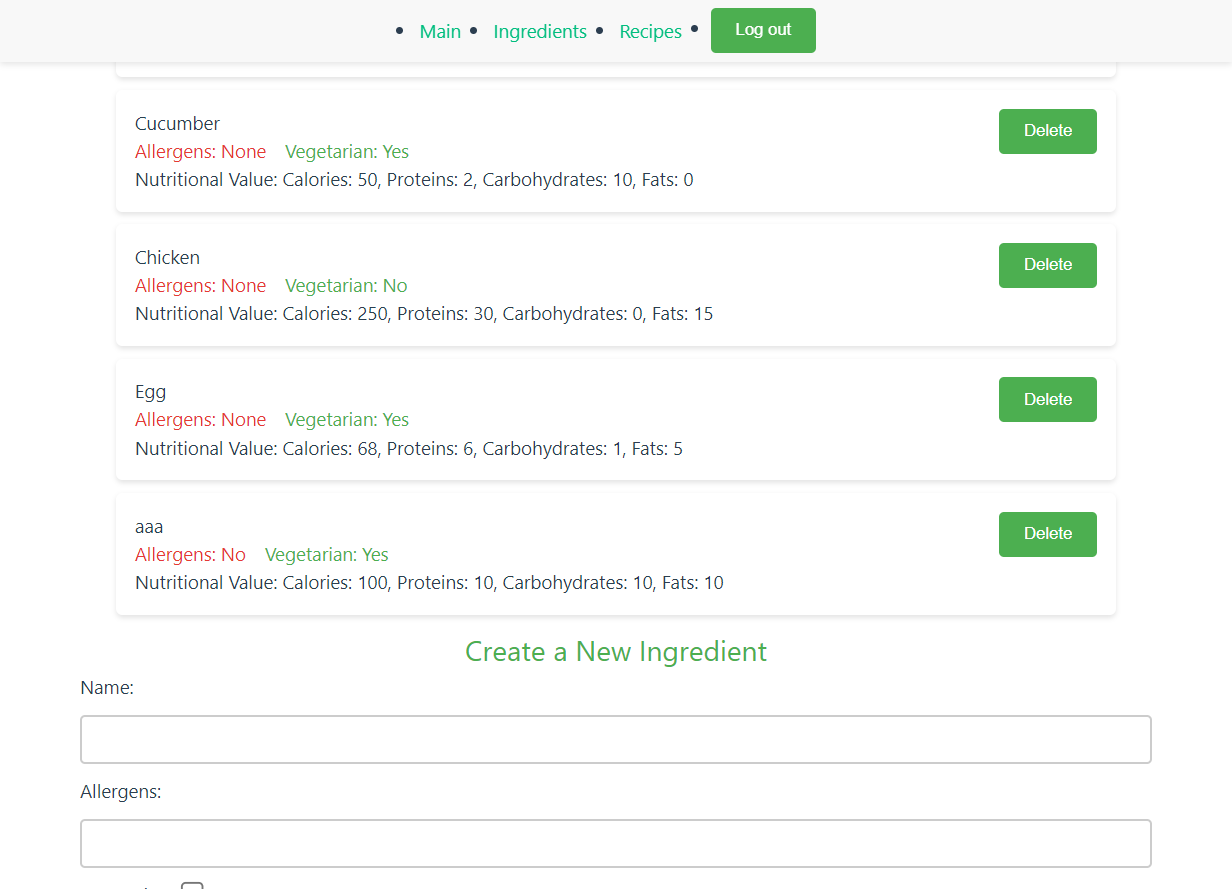 Main Ingredients Recipes Log out
Cucumber Delete
Allergens: None Vegetarian: Yes
Nutritional Value: Calories: 50, Proteins: 2, Carbohydrates: 10, Fats: 0
Chicken Delete
Allergens: None Vegetarian: No
Nutritional Value: Calories: 250, Proteins: 30, Carbohydrates: 0, Fats: 15
Egg Delete
Allergens: None Vegetarian: Yes
Nutritional Value: Calories: 68, Proteins: 6, Carbohydrates: 1, Fats: 5
aaa Delete
Allergens: No Vegetarian: Yes
Nutritional Value: Calories: 100, Proteins: 10, Carbohydrates: 10, Fats: 10
Create a New Ingredient
Name:
Allergens: